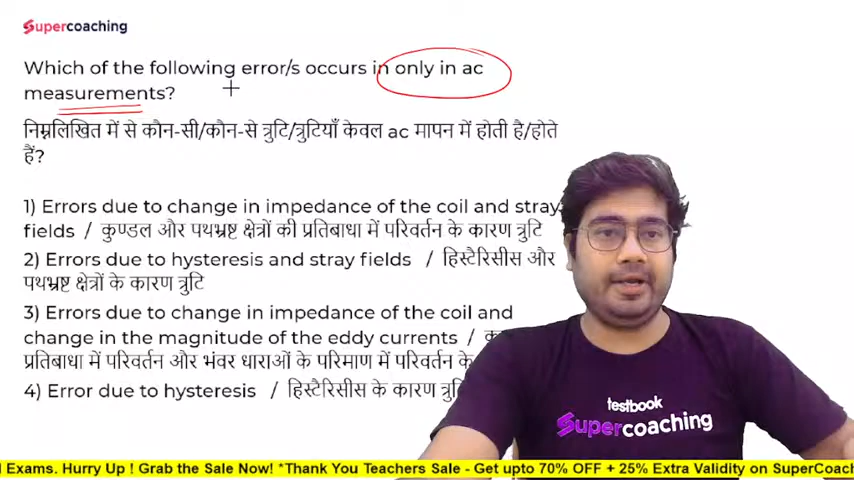 Supercoaching
Which of the following error/s occurs in only in ac
measurements?
निम्नलिखित में से कौन-सी/कौन-से त्रुटि/त्रुटियाँ केवल ac मापन में होती है/होते
हैं?
1) Errors due to change in impedance of the coil and stray
fields / कुण्डल और पथभ्रष्ट क्षेत्रों की प्रतिबाधा में परिवर्तन के कारण त्रुटि
2) Errors due to hysteresis and stray fields / हिस्टैरिसीस और
पथभ्रष्ट क्षेत्रों के कारण त्रुटि
3) Errors due to change in impedance of the coil and
change in the magnitude of the eddy currents /
प्रतिबाधा में परिवर्तन और भंवर धाराओं के परिमाण में परिवर्तन के
4) Error due to hysteresis / हिस्टैरिसीस के कारण
testbook
Supercoaching
Exams. Hurry Up ! Grab the Sale Now! *Thank You Teachers Sale - Get upto 70% OFF + 25% Extra Validity on SuperCoach